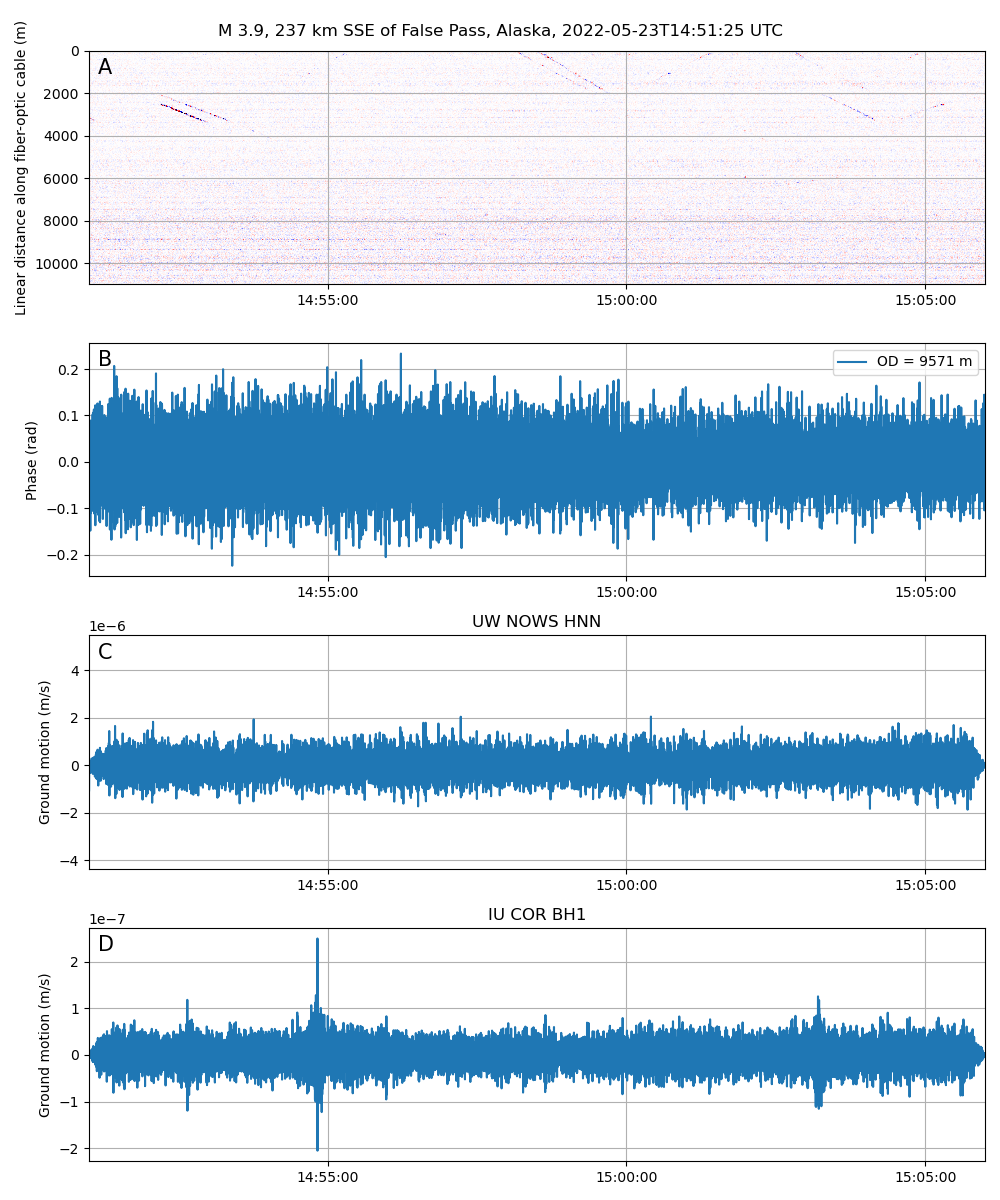 M 3.9, 237 km SSE of False Pass, Alaska, 2022-05-23T14:51:25 UTC
A
Linear distance along fiber-optic cable (m)
0
2000
4000
6000
8000
10000
14:55:00 15:00:00 15:05:00
B
OD = 9571 m
Phase (rad)
0.2
0.1
0.0
−0.1
−0.2
14:55:00 15:00:00 15:05:00
UW NOWS HNN
1e−6
C
Ground motion (m/s)
4
2
0
−2
−4
14:55:00 15:00:00 15:05:00
IU COR BH1
1e−7
D
Ground motion (m/s)
2
1
0
−1
−2
14:55:00 15:00:00 15:05:00